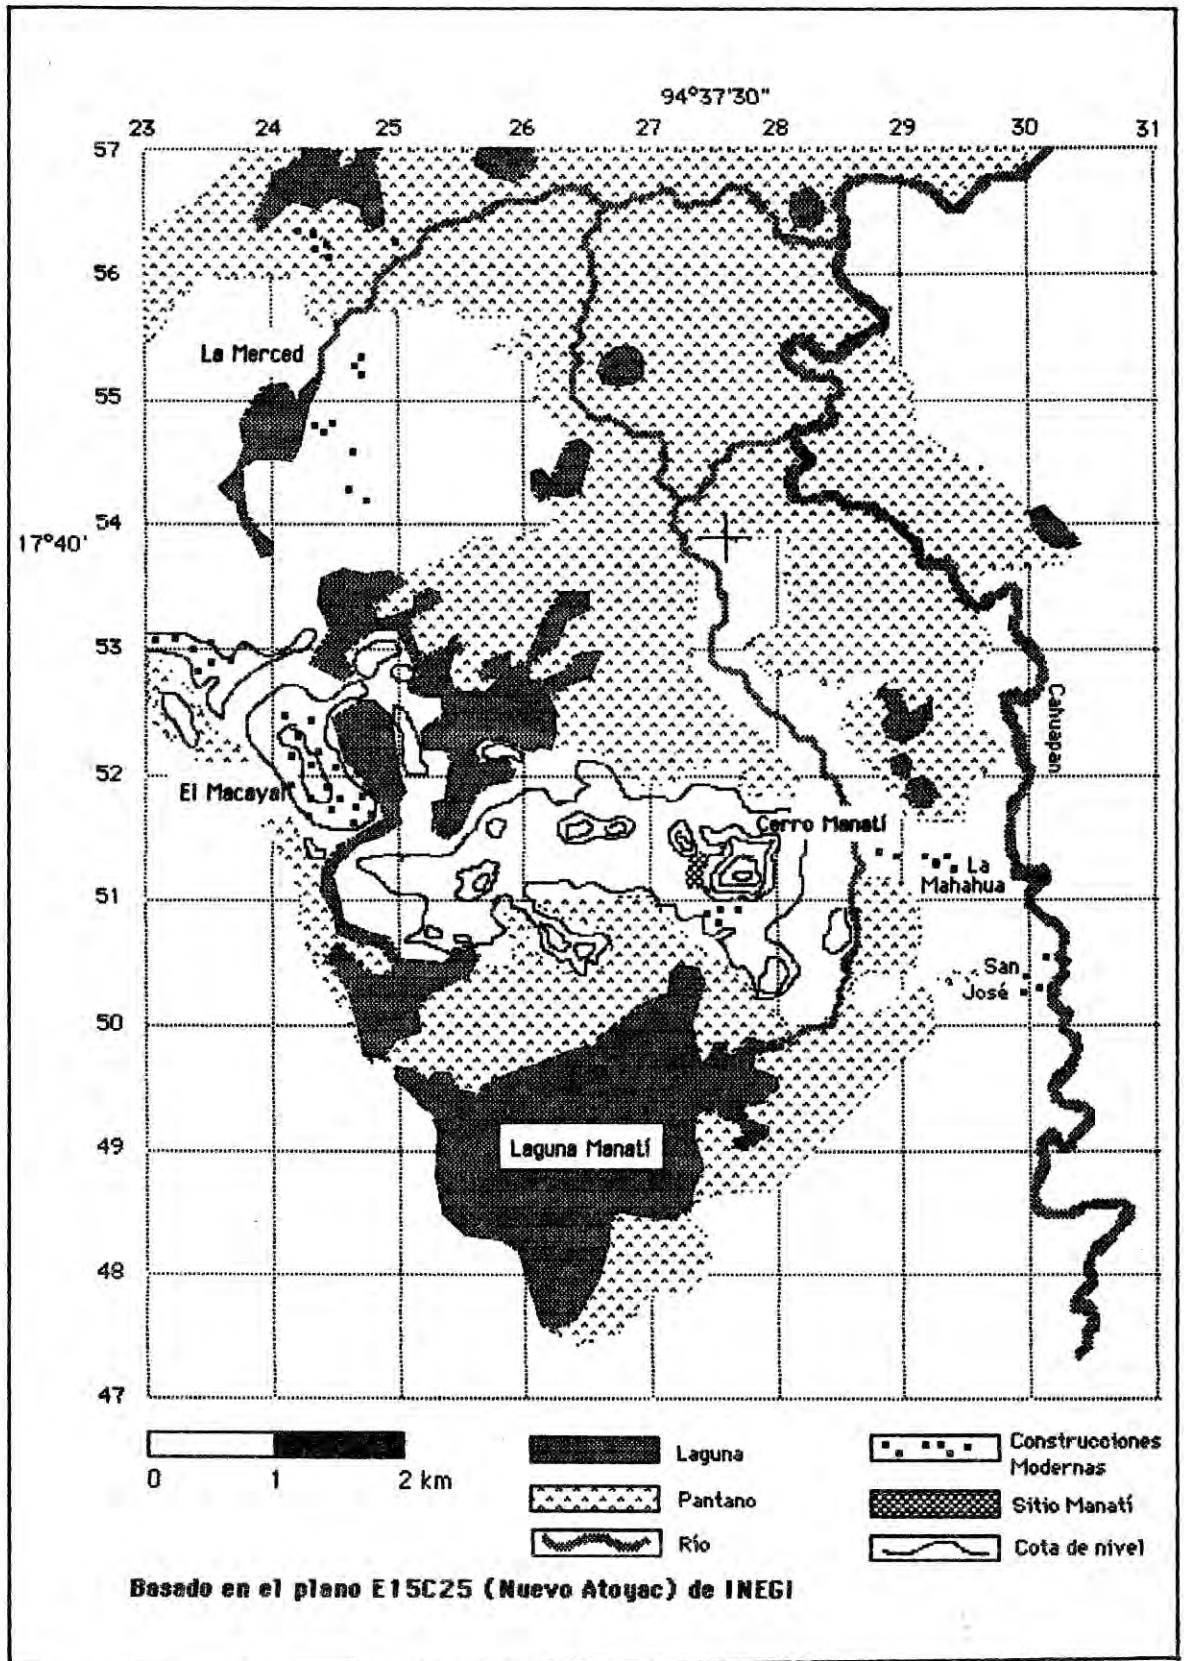 94°37'30"
23 24 25 26 27 28 29 30 31
57
56
La Merced
55
54
17°40'
53
Cahuapan
52
El Macayal
Cerro Manatí
La
Mahahua
51
San
José
50
49
Laguna Manatí
48
47
0 1 2 km
Laguna
Pantano
Río
Construcciones
Modernas
Sitio Manatí
Cota de nivel
Basado en el plano E15C25 (Nuevo Atoyac) de INEGI